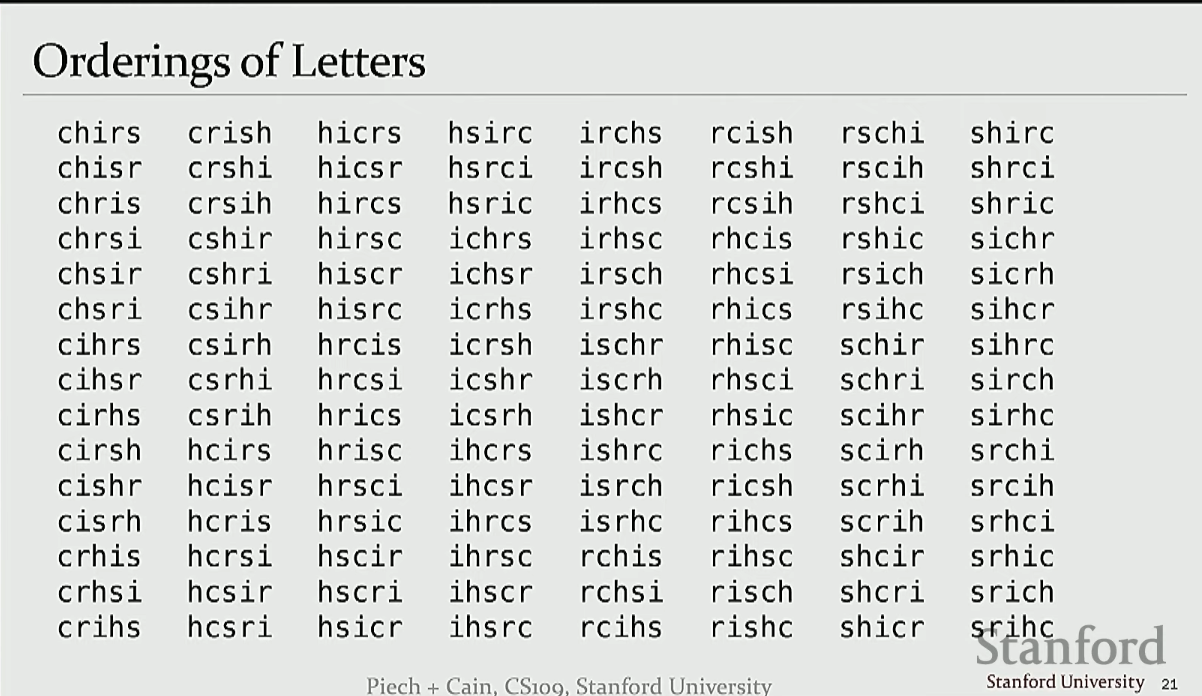 Orderings of Letters
chirs crish hicrs hsirc irchs rcish rschi shirc
chisr crshi hicsr hsrci ircsh rcshi rscih shrci
chris crsih hircs hsric irhcs rcsih rshci shric
chrsi cshir hirsc ichrs irhsc rhcis rshic sichr
chsir cshri hiscr ichsr irsch rhcsi rsich sicrh
chsri csihr hisrc icrhs irshc rhics rsihc sihcr
cihrs csirh hrcis icrsh ischr rhisc schir sihrc
cihsr csrhi hrcsi icshr iscrh rhsci schri sirch
cirhs csrih hrics icsrh ishcr rhsic scihr sirhc
cirsh hcirs hrisc ihcrs ishrc richs scirh srchi
cishr hcisr hrsci ihcsr isrch ricsh scrhi srcih
cisrh hcris hrsic ihrcs isrhc rihcs scrih srhci
crhis hcrsi hscir ihrsc rchis rihsc shcir srhic
crhsi hcsir hscri ihscr rchsi risch shcri srich
crihs hcsri hsicr ihsrc rcihs rishc shicr srihc
Stanford
Piech + Cain, CS109, Stanford University
Stanford University 21